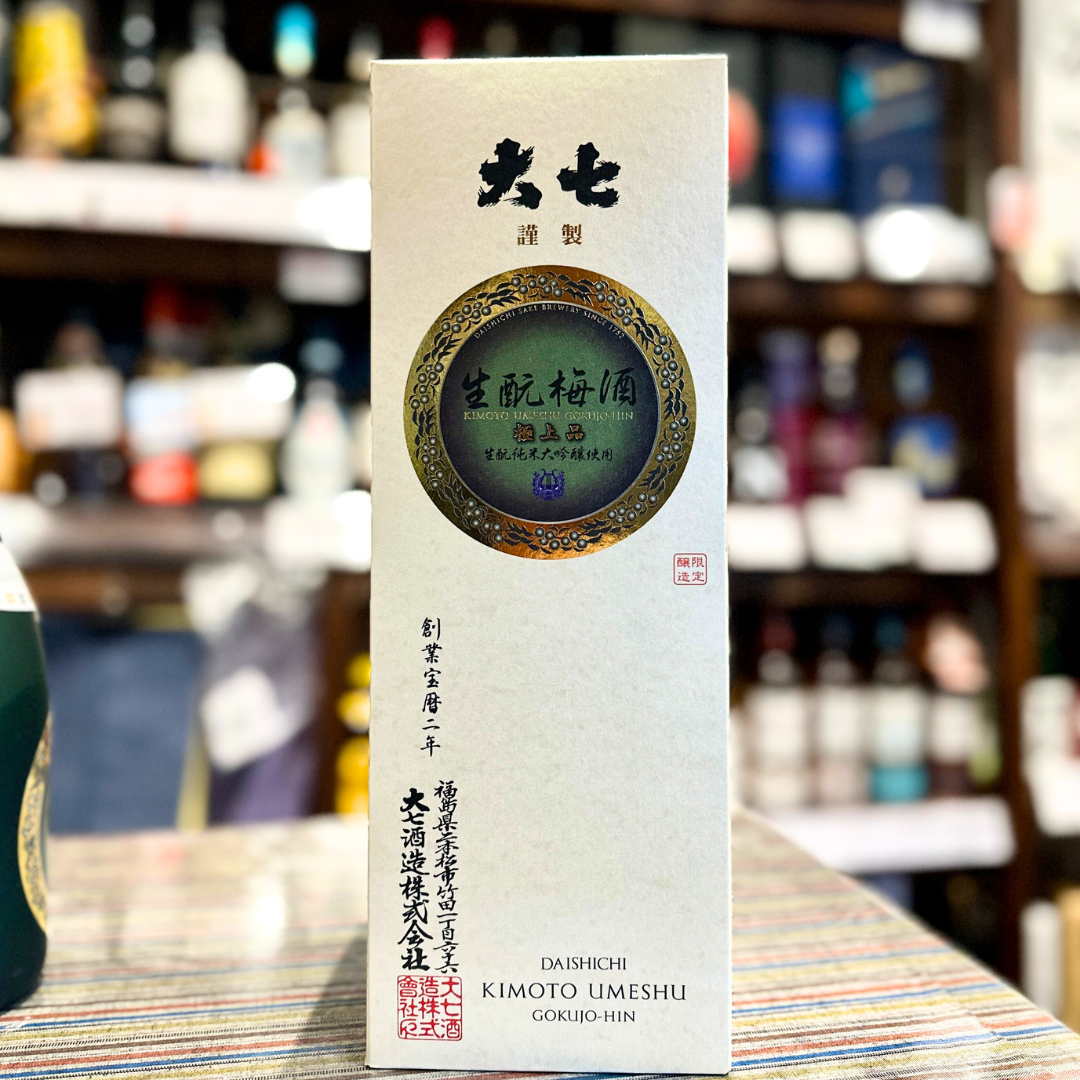 大七
謹製
DAISHICHI SAKE BREWERY SINCE 1752
生酛梅酒
KIMOTO UMESHU GOKUJO-HIN
極上品
生酛純米大吟醸使用
限定
醸造
創業宝暦二年
福島県二本松市竹田一丁目六六
大七酒造株式会社
大七酒
造株式
會社印
DAISHICHI
KIMOTO UMESHU
GOKUJO-HIN